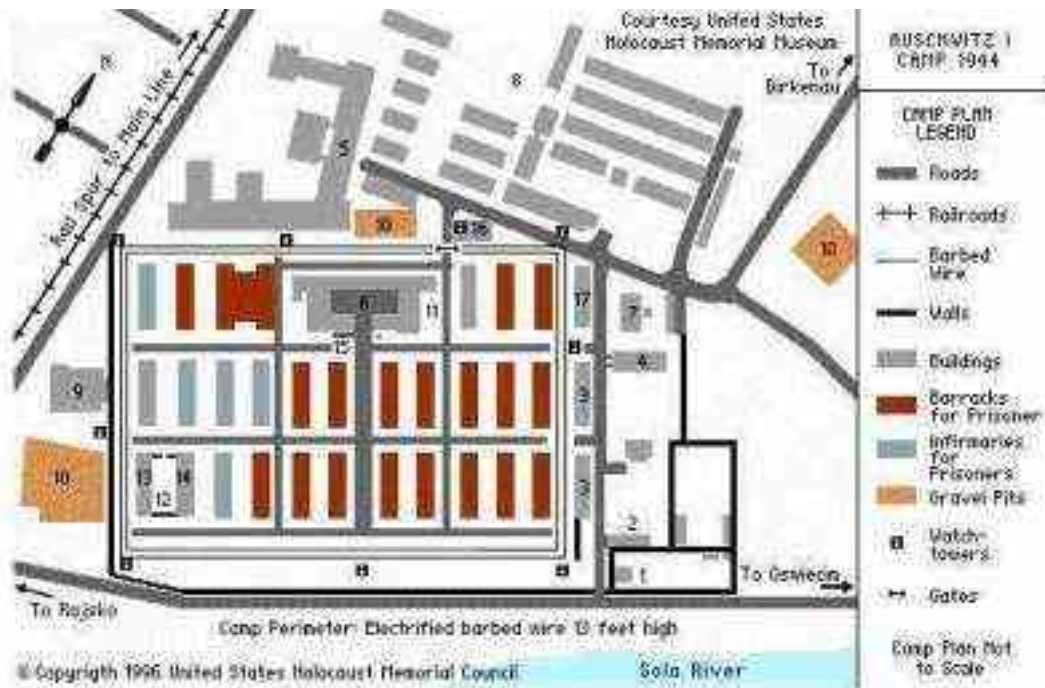 Courtesy United States
Holocaust Memorial Museum
To
Birkenau
N
Rail Spur to Main Line
8
10
16
10
17
7
6
11
15
4
9
10
13
14
12
2
1
To Oswiecim
To Rajsko
Camp Perimeter: Electrified barbed wire 13 feet high
© Copyrigth 1996 United States Holocaust Memorial Council
Sola River
AUSCHWITZ I
CAMP 1944
CAMP PLAN
LEGEND
Roads
Railroads
Barbed
Wire
Walls
Buildings
Barracks
for Prisoner
Infirmaries
for
Prisoners
Gravel Pits
Watch-
towers
Gates
Camp Plan Not
to Scale